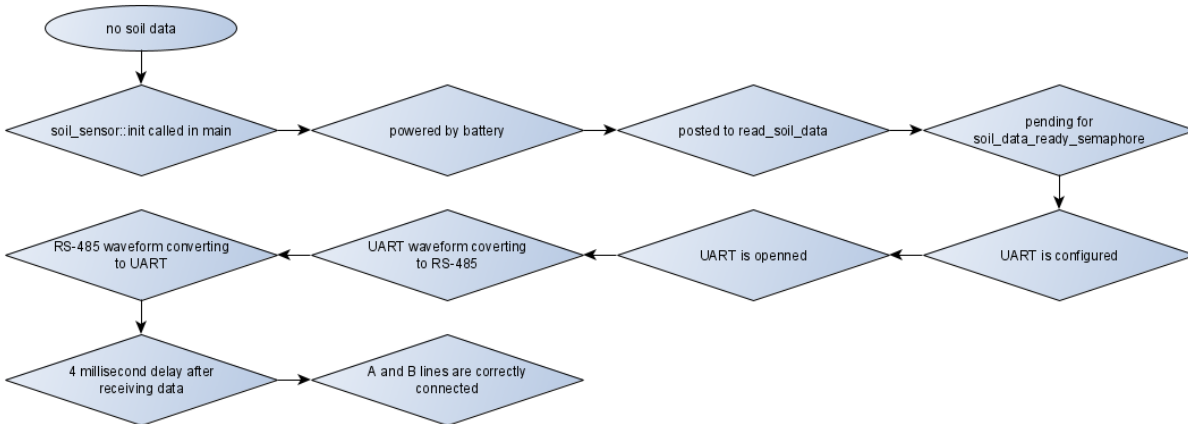 no soil data
soil_sensor::init called in main
powered by battery
posted to read_soil_data
pending for
soil_data_ready_semaphore
UART is configured
UART is openned
UART waveform coverting
to RS-485
RS-485 waveform converting
to UART
4 millisecond delay after
receiving data
A and B lines are correctly
connected